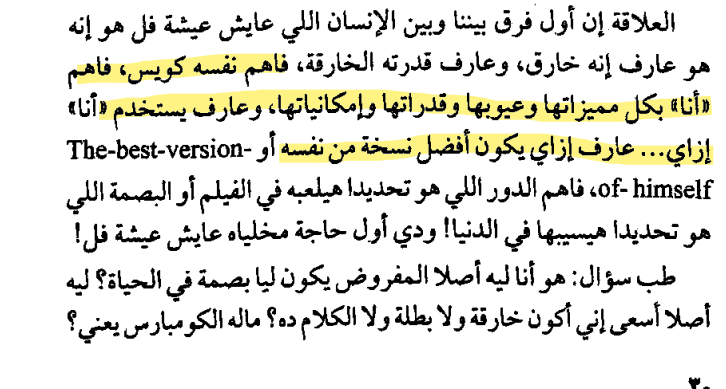 العلاقة إن أول فرق بيننا وبين الإنسان اللي عايش عيشة فل هو إنه
هو عارف إنه خارق، وعارف قدرته الخارقة، فاهم نفسه كويس، فاهم
«أنا» بكل مميزاتها وعيوبها وقدراتها وإمكانياتها، وعارف يستخدم «أنا»
إزاي... عارف إزاي يكون أفضل نسخة من نفسه أو The-best-version-
of- himself، فاهم الدور اللي هو تحديدا هيلعبه في الفيلم أو البصمة اللي
هو تحديدا هيسيبها في الدنيا! ودي أول حاجة مخلياه عايش عيشة فل!
طب سؤال: هو أنا ليه أصلا المفروض يكون ليا بصمة في الحياة؟ ليه
أصلا أسعى إني أكون خارقة ولا بطلة ولا الكلام ده؟ ماله الكومبارس يعني؟